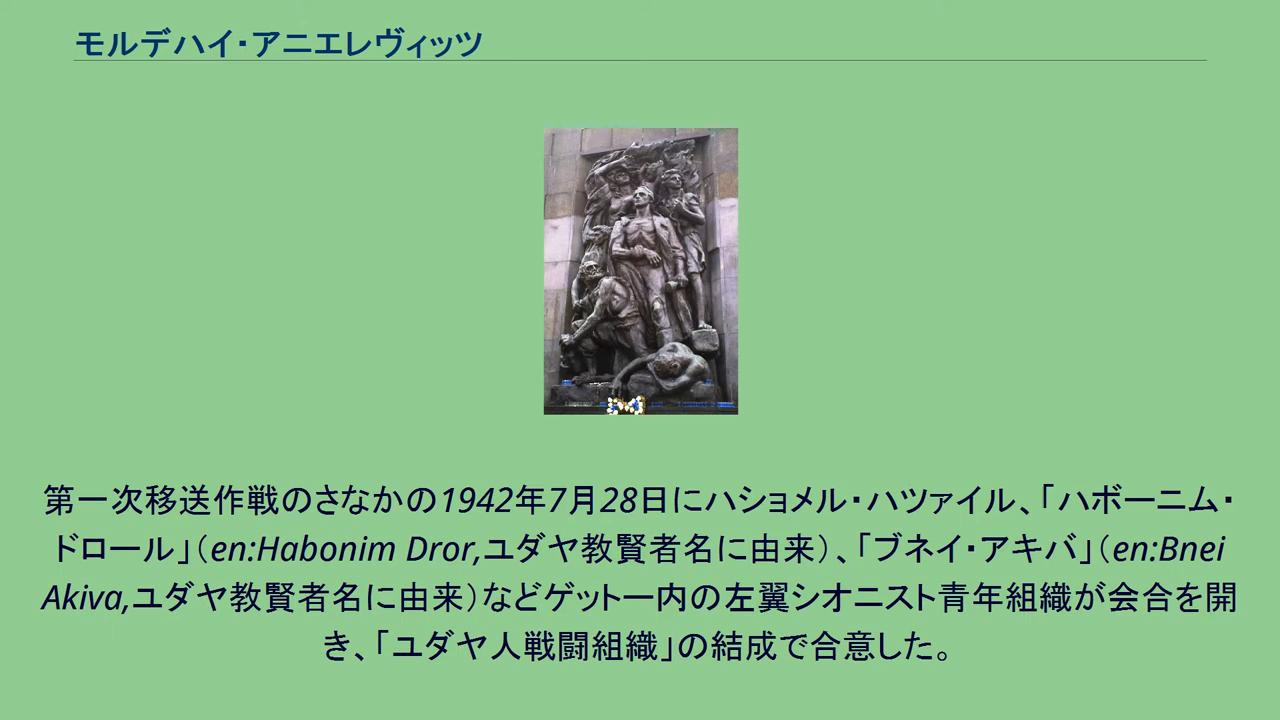 モルデハイ・アニエレヴィッツ
第一次移送作戦のさなかの1942年7月28日にハショメル・ハツァイル、「ハボーニム・
ドロール」（en:Habonim Dror,ユダヤ教賢者名に由来）、「ブネイ・アキバ」（en:Bnei
Akiva,ユダヤ教賢者名に由来）などゲットー内の左翼シオニスト青年組織が会合を開
き、「ユダヤ人戦闘組織」の結成で合意した。